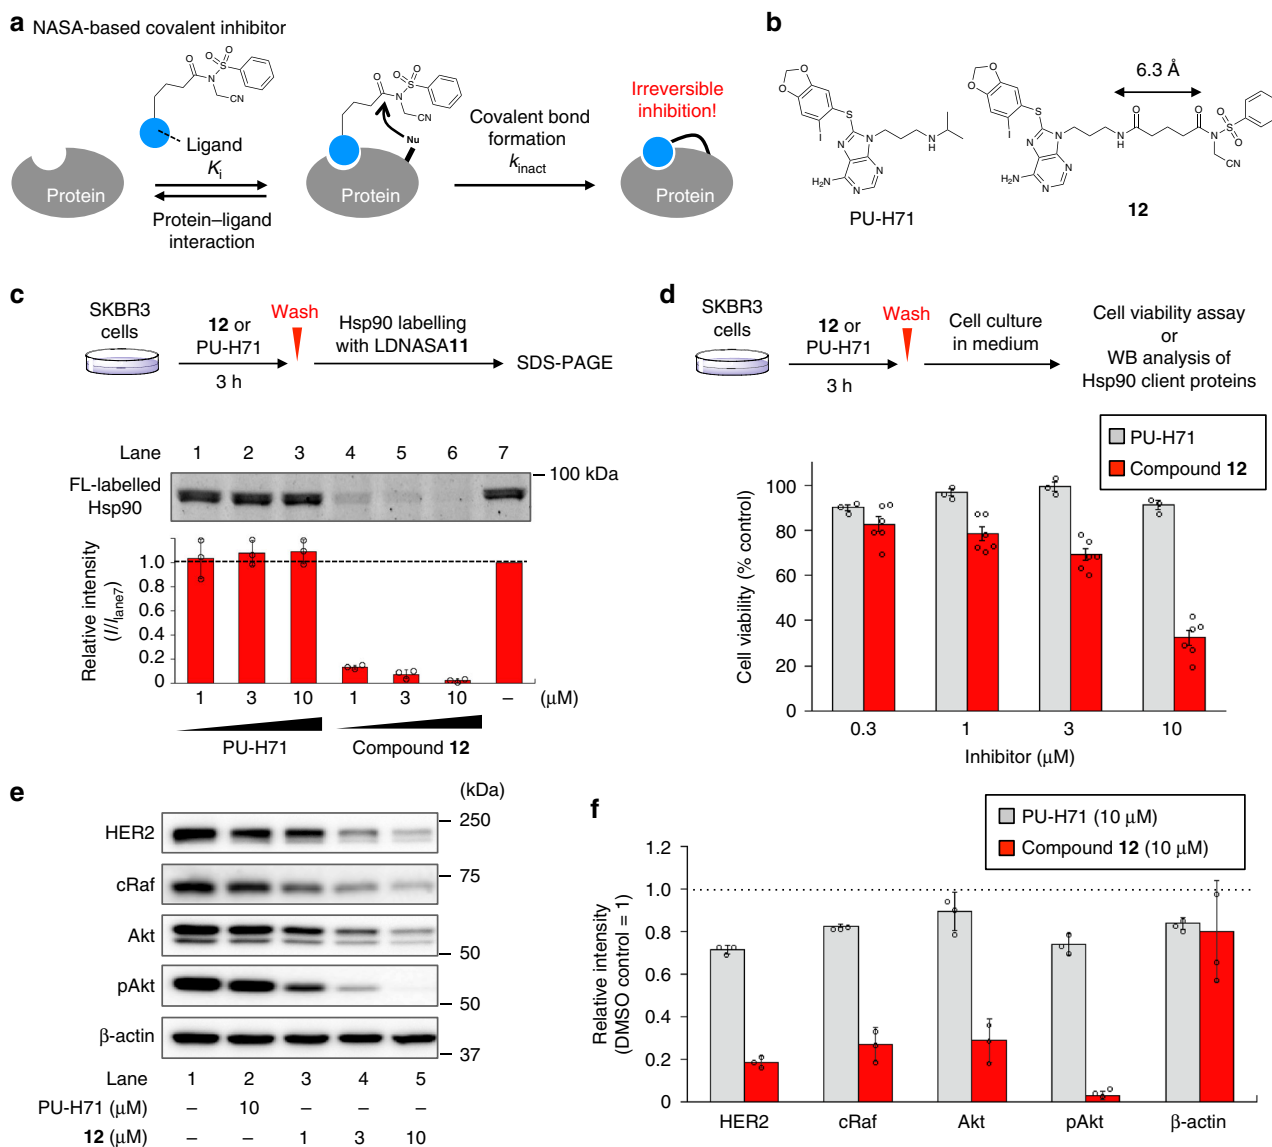 a NASA-based covalent inhibitor
O
N
S
O
O
CN
Ligand
Ki
Protein
Protein–ligand
interaction
O
N
S
O
O
CN
Nu
Protein
Covalent bond
formation
kinact
Irreversible
inhibition!
Protein
b
O
O
S
I
N
N
N
N
H2N
N
H
PU-H71
6.3 Å
O
O
S
I
N
N
N
N
H2N
N
H
O
O
N
S
O
O
CN
12
c
SKBR3
cells
12 or
PU-H71
3 h
Wash
Hsp90 labelling
with LDNASA11
SDS-PAGE
Lane 1 2 3 4 5 6 7
100 kDa
FL-labelled
Hsp90
Relative intensity
(I/Ilane7)
1.0
0.8
0.6
0.4
0.2
0
1 3 10 1 3 10 – (μM)
PU-H71 Compound 12
d
SKBR3
cells
12 or
PU-H71
3 h
Wash
Cell culture
in medium
Cell viability assay
or
WB analysis of
Hsp90 client proteins
PU-H71
Compound 12
Cell viability (% control)
100
80
60
40
20
0
0.3 1 3 10
Inhibitor (μM)
e
(kDa)
HER2 250
cRaf 75
Akt 50
pAkt 50
β-actin 37
Lane 1 2 3 4 5
PU-H71 (μM) – 10 – – –
12 (μM) – – 1 3 10
f
PU-H71 (10 μM)
Compound 12 (10 μM)
Relative intensity
(DMSO control = 1)
1.2
1.0
0.8
0.6
0.4
0.2
0
HER2 cRaf Akt pAkt β-actin